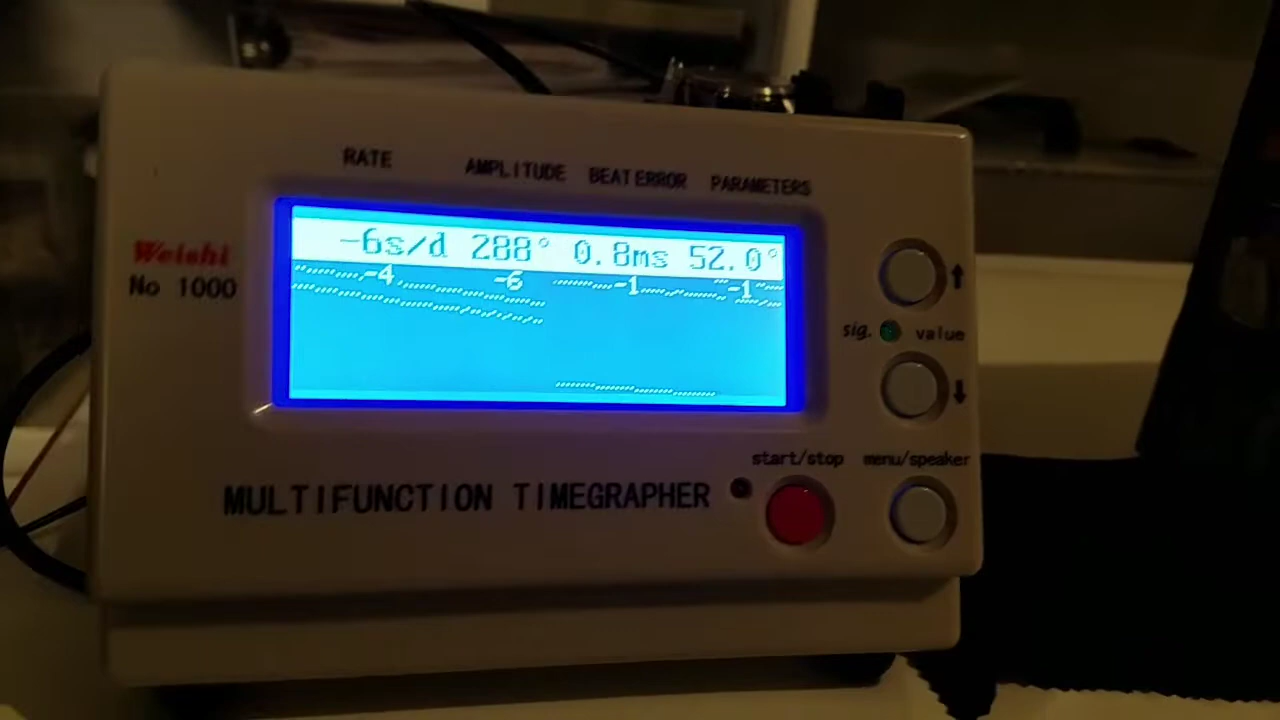 RATE AMPLITUDE BEAT ERROR PARAMETERS
-6s/d 288° 0.8ms 52.0°
-4 -6 -1 -1
Weishi
No 1000
sig. value
start/stop menu/speaker
MULTIFUNCTION TIMEGRAPHER